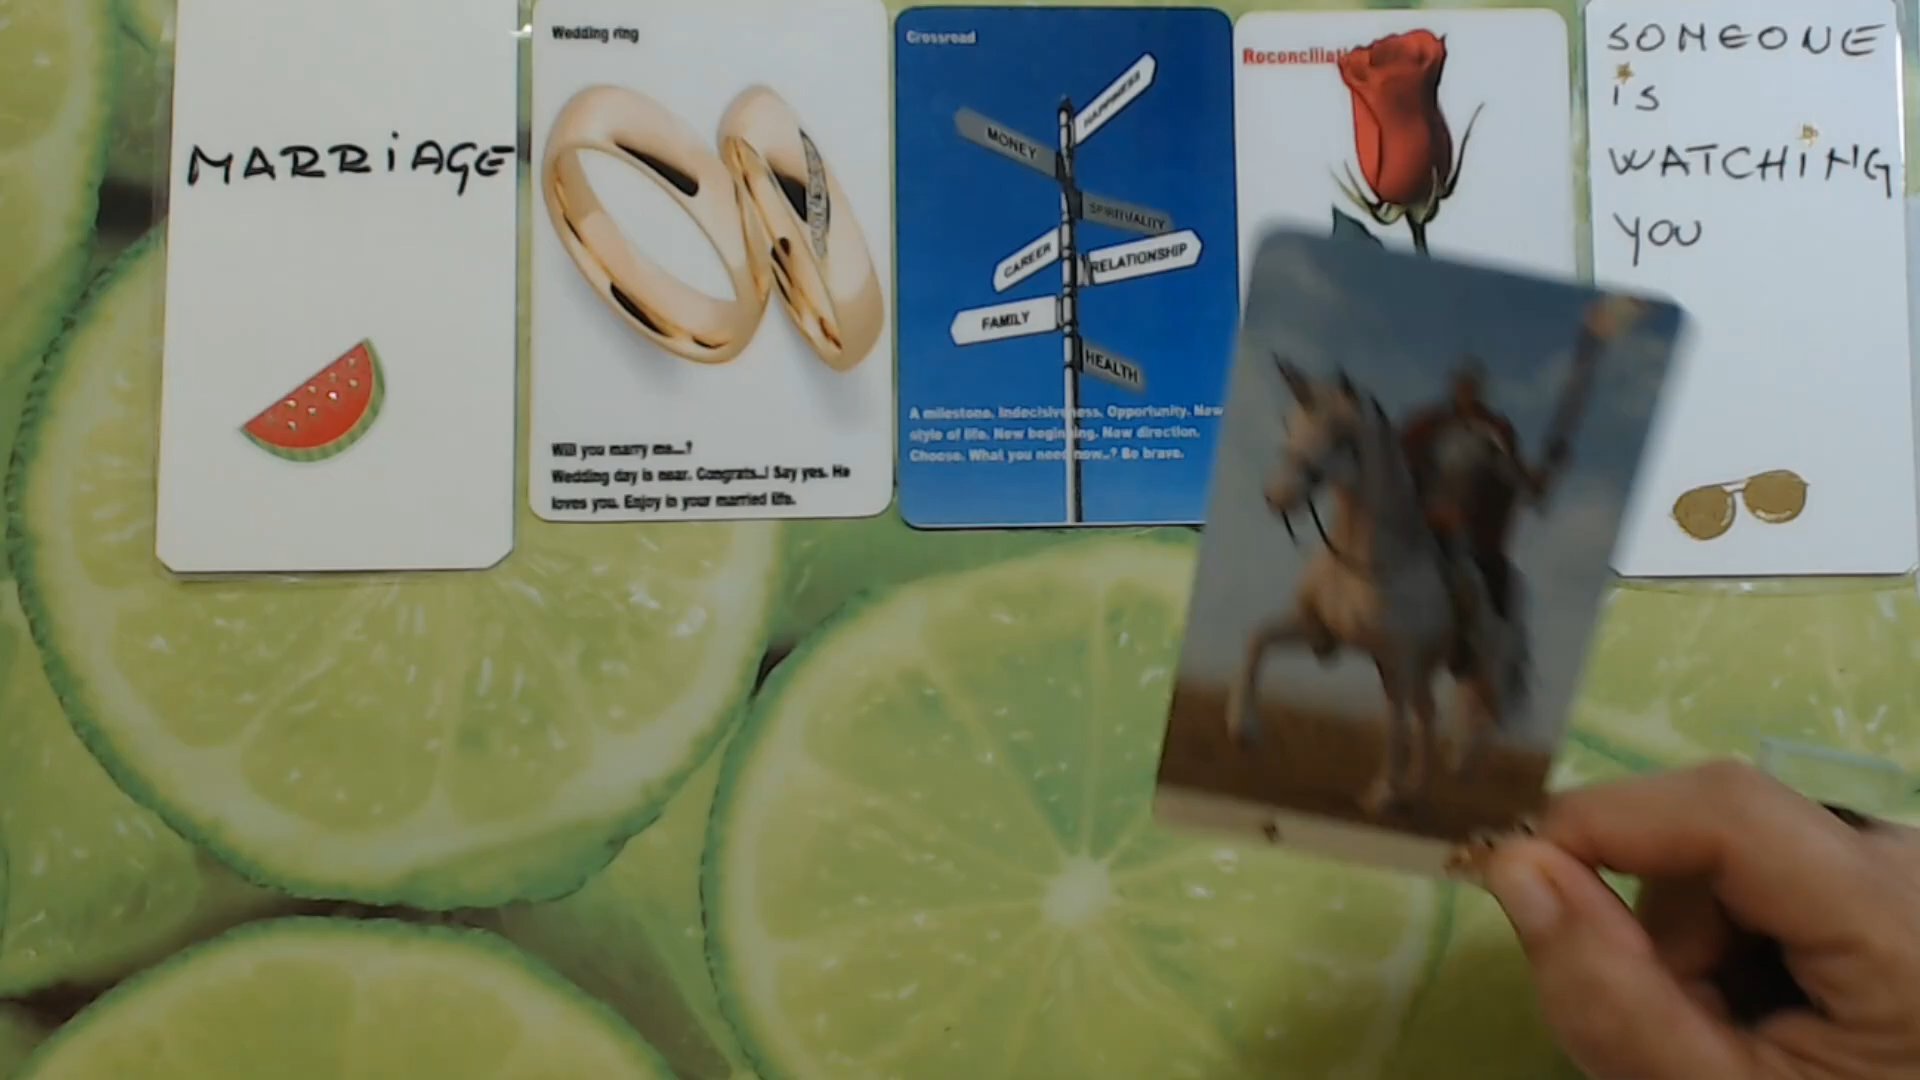 MARRiAGE
Wedding ring
Will you marry me...?
Wedding day is near. Congrats..! Say yes. He
loves you. Enjoy in your married life.
Crossroad
HAPPINESS
MONEY
SPIRITUALITY
CAREER
RELATIONSHIP
FAMILY
HEALTH
A milestone. Indecisiveness. Opportunity. New
style of life. New beginning. New direction.
Choose. What you need now..? Be brave.
SOMEONE
iS
WATCHiNG
YOU